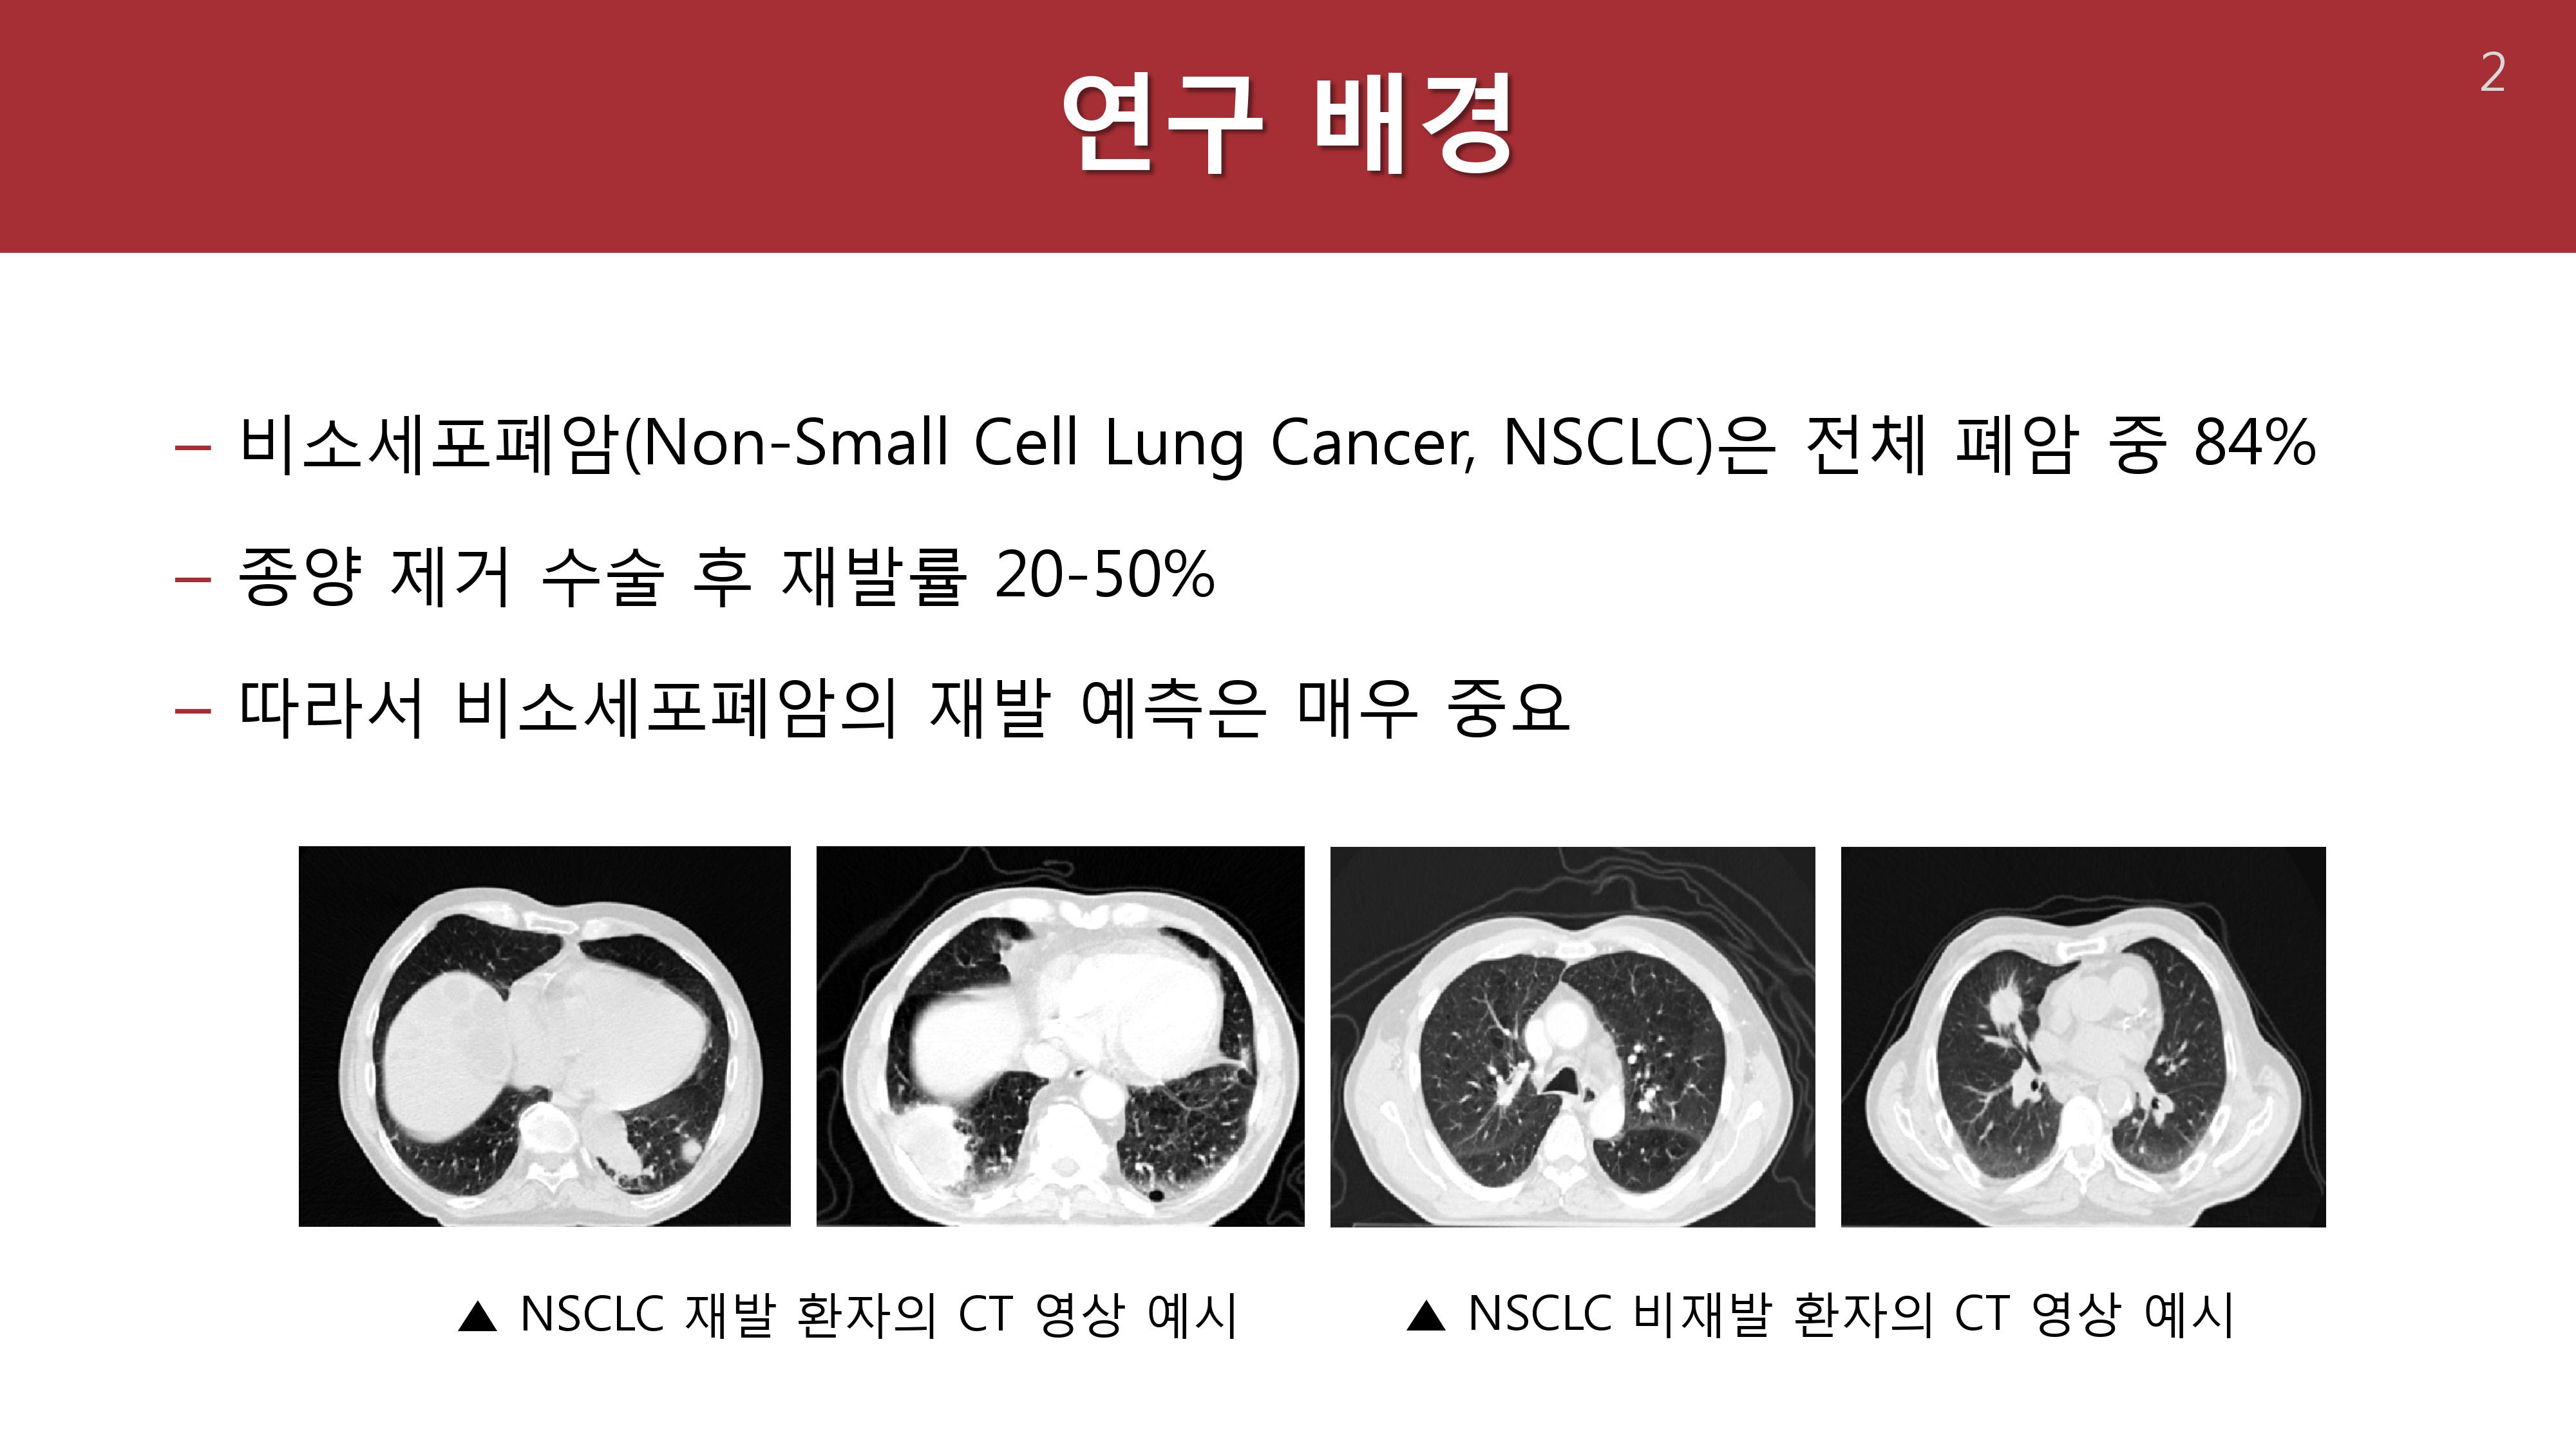 연구 배경
2
– 비소세포폐암(Non-Small Cell Lung Cancer, NSCLC)은 전체 폐암 중 84%
– 종양 제거 수술 후 재발률 20-50%
– 따라서 비소세포폐암의 재발 예측은 매우 중요
▲ NSCLC 재발 환자의 CT 영상 예시
▲ NSCLC 비재발 환자의 CT 영상 예시